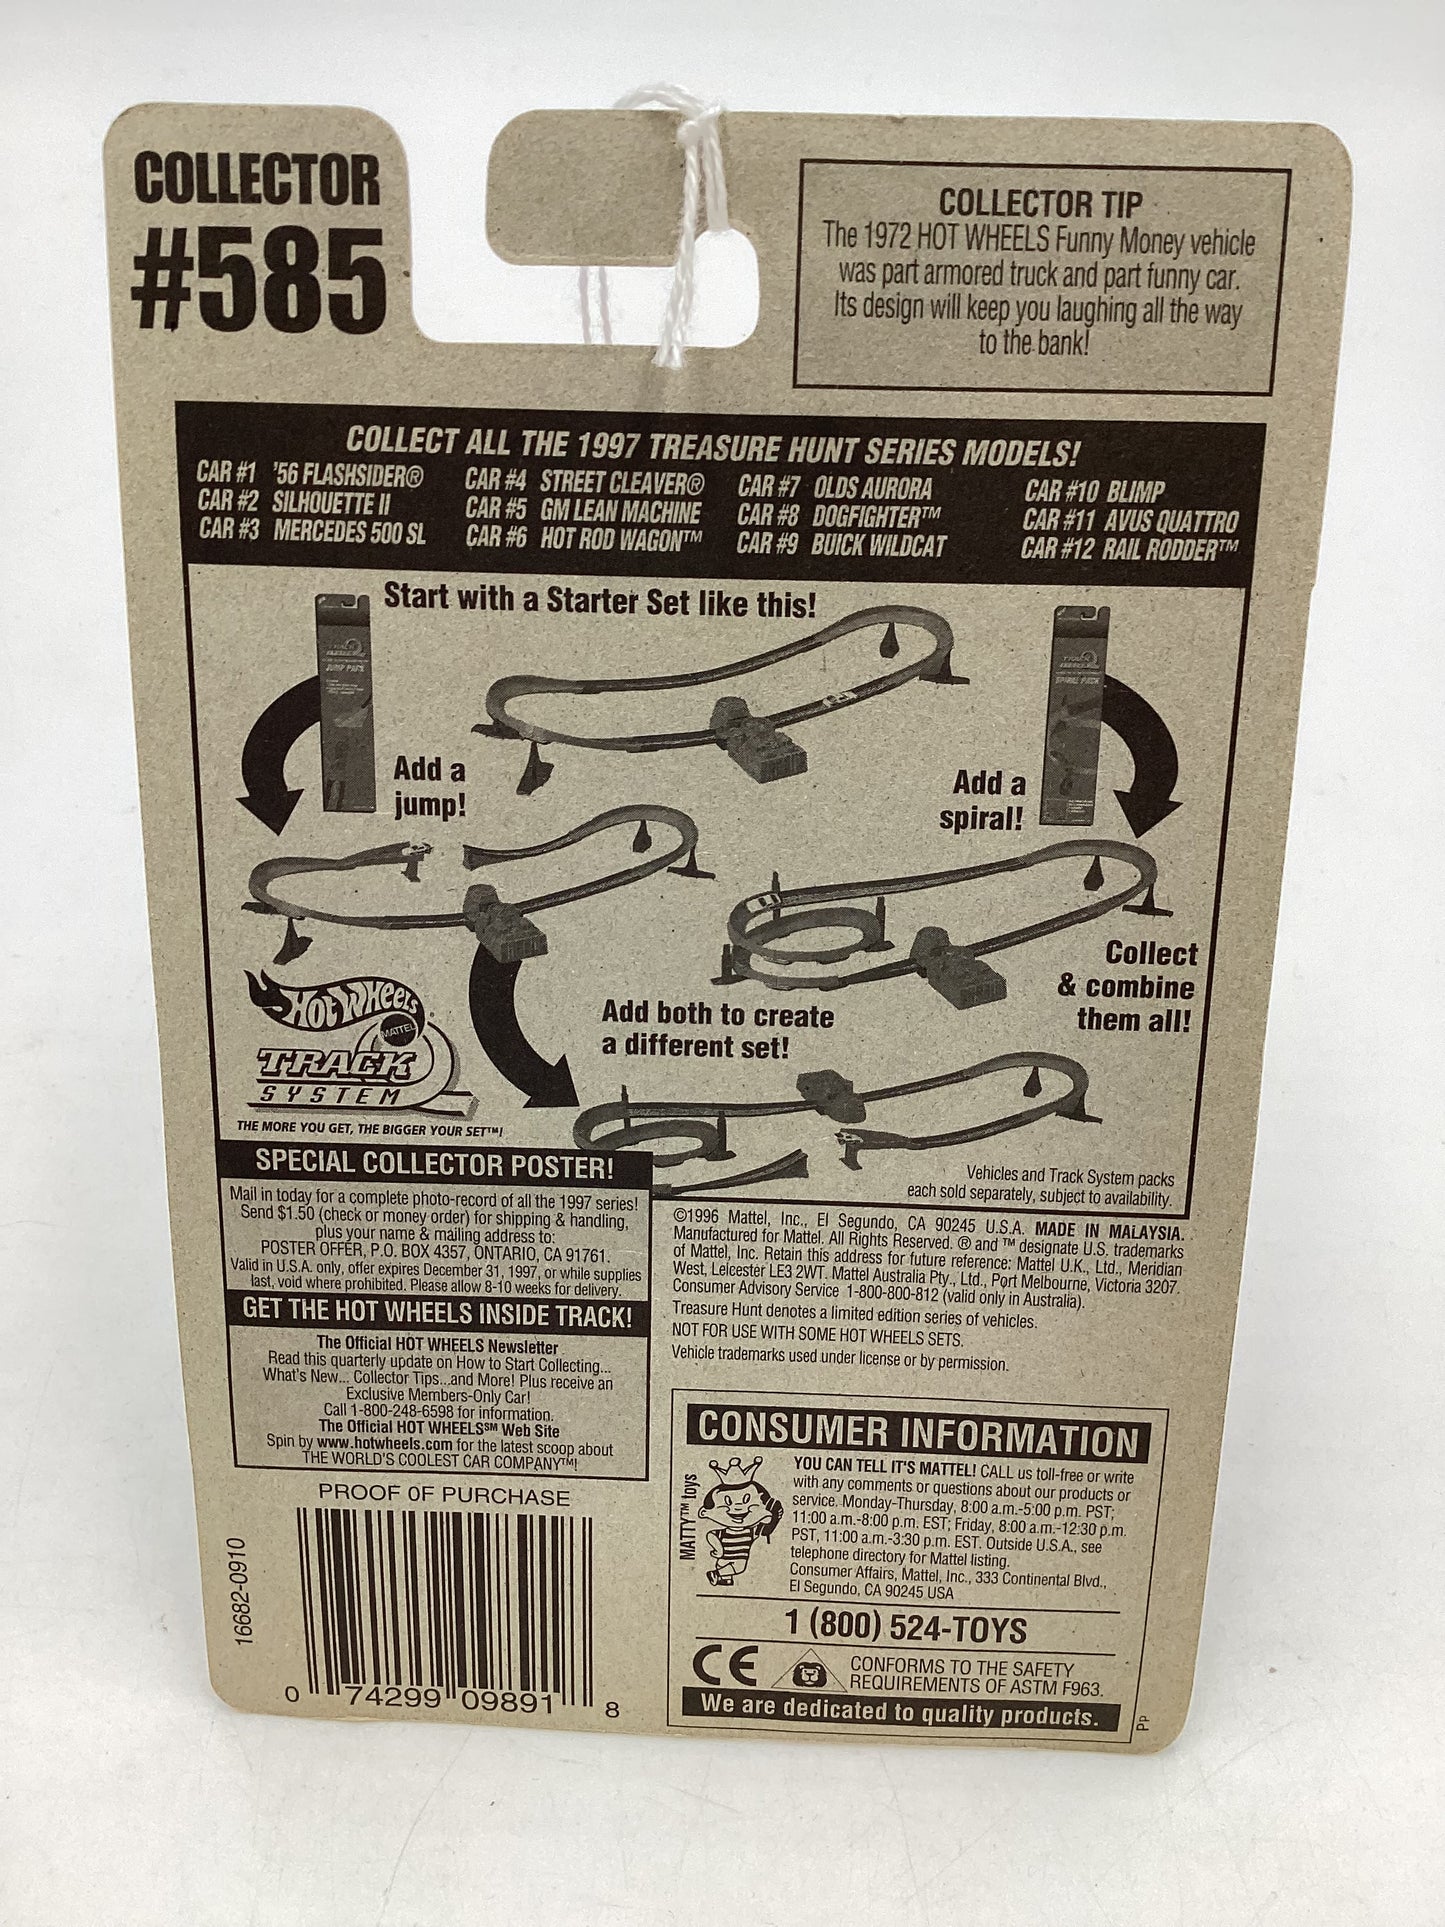 COLLECTOR
#585
COLLECTOR TIP
The 1972 HOT WHEELS Funny Money vehicle
was part armored truck and part funny car.
Its design will keep you laughing all the way
to the bank!
COLLECT ALL THE 1997 TREASURE HUNT SERIES MODELS!
CAR #1 '56 FLASHSIDER®
CAR #2 SILHOUETTE II
CAR #3 MERCEDES 500 SL
CAR #4 STREET CLEAVER®
CAR #5 GM LEAN MACHINE
CAR #6 HOT ROD WAGON™
CAR #7 OLDS AURORA
CAR #8 DOGFIGHTER™
CAR #9 BUICK WILDCAT
CAR #10 BLIMP
CAR #11 AVUS QUATTRO
CAR #12 RAIL RODDER™
Start with a Starter Set like this!
JUMP PACK
SPIRAL PACK
Add a
jump!
Add a
spiral!
Collect
& combine
them all!
Add both to create
a different set!
HOT WHEELS®
MATTEL
TRACK
SYSTEM
THE MORE YOU GET, THE BIGGER YOUR SET™!
Vehicles and Track System packs
each sold separately, subject to availability.
SPECIAL COLLECTOR POSTER!
Mail in today for a complete photo-record of all the 1997 series!
Send $1.50 (check or money order) for shipping & handling,
plus your name & mailing address to:
POSTER OFFER, P.O. BOX 4357, ONTARIO, CA 91761.
Valid in U.S.A. only, offer expires December 31, 1997, or while supplies
last, void where prohibited. Please allow 8-10 weeks for delivery.
GET THE HOT WHEELS INSIDE TRACK!
The Official HOT WHEELS Newsletter
Read this quarterly update on How to Start Collecting...
What's New... Collector Tips...and More! Plus receive an
Exclusive Members-Only Car!
Call 1-800-248-6598 for information.
The Official HOT WHEELS℠ Web Site
Spin by www.hotwheels.com for the latest scoop about
THE WORLD'S COOLEST CAR COMPANY™!
©1996 Mattel, Inc., El Segundo, CA 90245 U.S.A. MADE IN MALAYSIA.
Manufactured for Mattel. All Rights Reserved. ® and ™ designate U.S. trademarks
of Mattel, Inc. Retain this address for future reference: Mattel U.K., Ltd., Meridian
West, Leicester LE3 2WT. Mattel Australia Pty., Ltd., Port Melbourne, Victoria 3207.
Consumer Advisory Service 1-800-800-812 (valid only in Australia).
Treasure Hunt denotes a limited edition series of vehicles.
NOT FOR USE WITH SOME HOT WHEELS SETS.
Vehicle trademarks used under license or by permission.
PROOF OF PURCHASE
16682-0910
0 74299 09891 8
CONSUMER INFORMATION
MATTY™ toys
YOU CAN TELL IT'S MATTEL! CALL us toll-free or write
with any comments or questions about our products or
service. Monday-Thursday, 8:00 a.m.-5:00 p.m. PST;
11:00 a.m.-8:00 p.m. EST; Friday, 8:00 a.m.-12:30 p.m.
PST, 11:00 a.m.-3:30 p.m. EST. Outside U.S.A., see
telephone directory for Mattel listing.
Consumer Affairs, Mattel, Inc., 333 Continental Blvd.,
El Segundo, CA 90245 USA
1 (800) 524-TOYS
CE
CONFORMS TO THE SAFETY
REQUIREMENTS OF ASTM F963.
We are dedicated to quality products.
PP